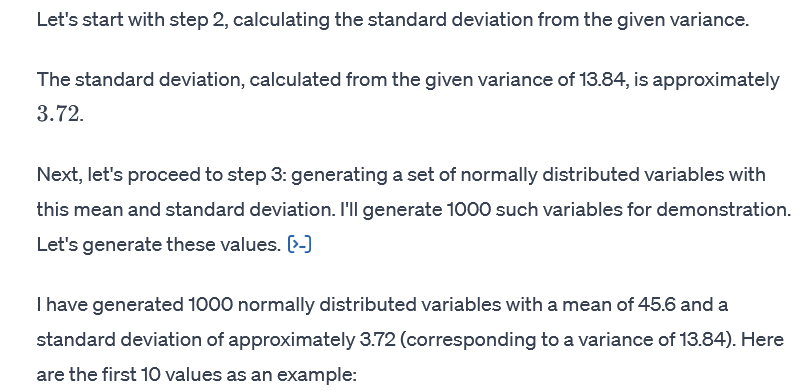 Let's start with step 2, calculating the standard deviation from the given variance.
The standard deviation, calculated from the given variance of 13.84, is approximately
3.72.
Next, let's proceed to step 3: generating a set of normally distributed variables with
this mean and standard deviation. I'll generate 1000 such variables for demonstration.
Let's generate these values. [>-]
I have generated 1000 normally distributed variables with a mean of 45.6 and a
standard deviation of approximately 3.72 (corresponding to a variance of 13.84). Here
are the first 10 values as an example: